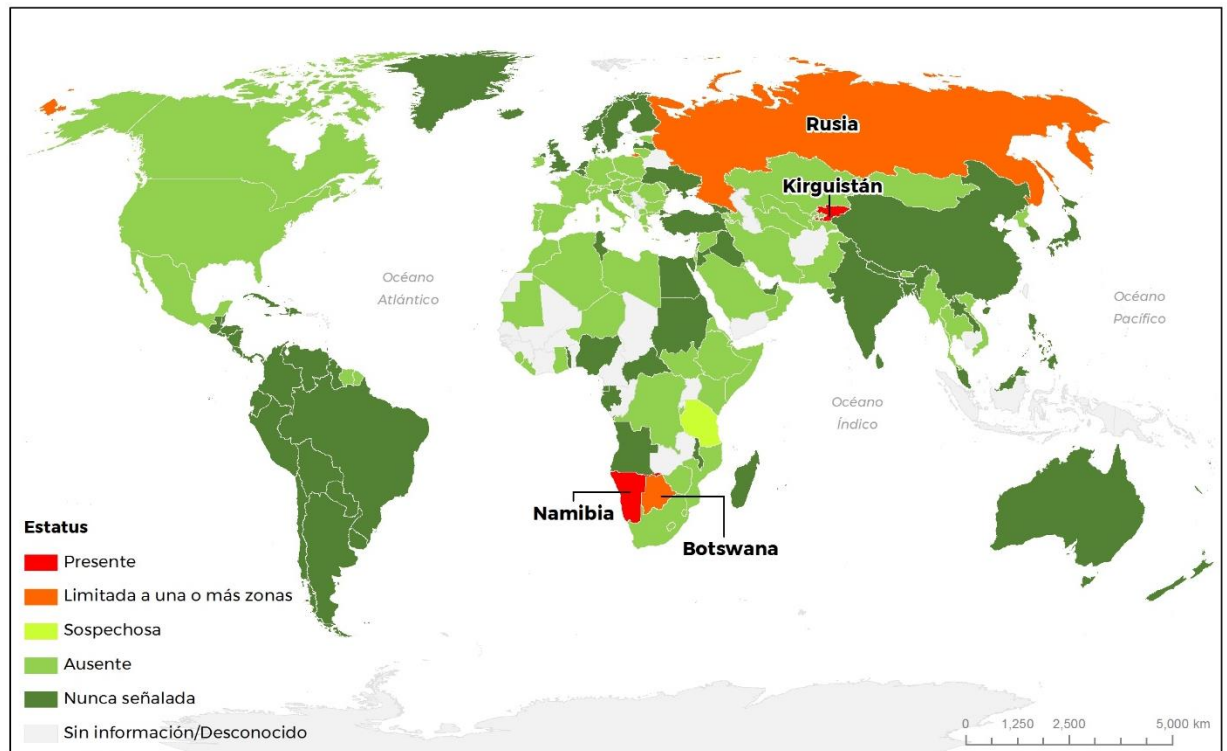 Rusia
Kirguistán
Océano
Atlántico
Océano
Pacífico
Océano
Índico
Namibia
Botswana
Estatus
Presente
Limitada a una o más zonas
Sospechosa
Ausente
Nunca señalada
Sin información/Desconocido
0 1,250 2,500 5,000 km